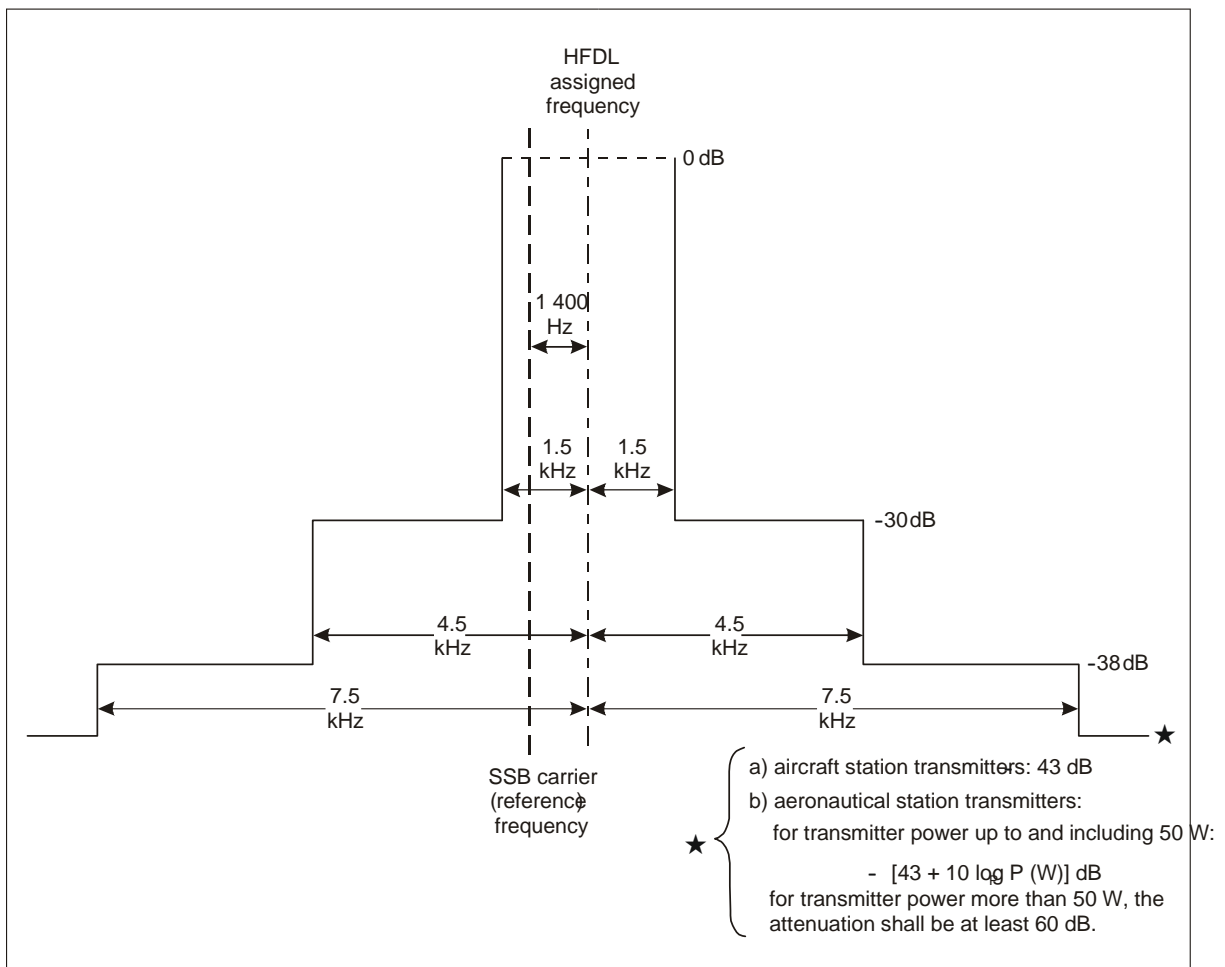 HFDL
assigned
frequency
0 dB
1 400
Hz
1.5
kHz
1.5
kHz
-30 dB
4.5
kHz
4.5
kHz
-38 dB
7.5
kHz
7.5
kHz
★
SSB carrier
(reference)
frequency
★
a) aircraft station transmitters: -43 dB
b) aeronautical station transmitters:
for transmitter power up to and including 50 W:
- [43 + 10 log P (W)] dB
for transmitter power more than 50 W, the
attenuation shall be at least 60 dB.